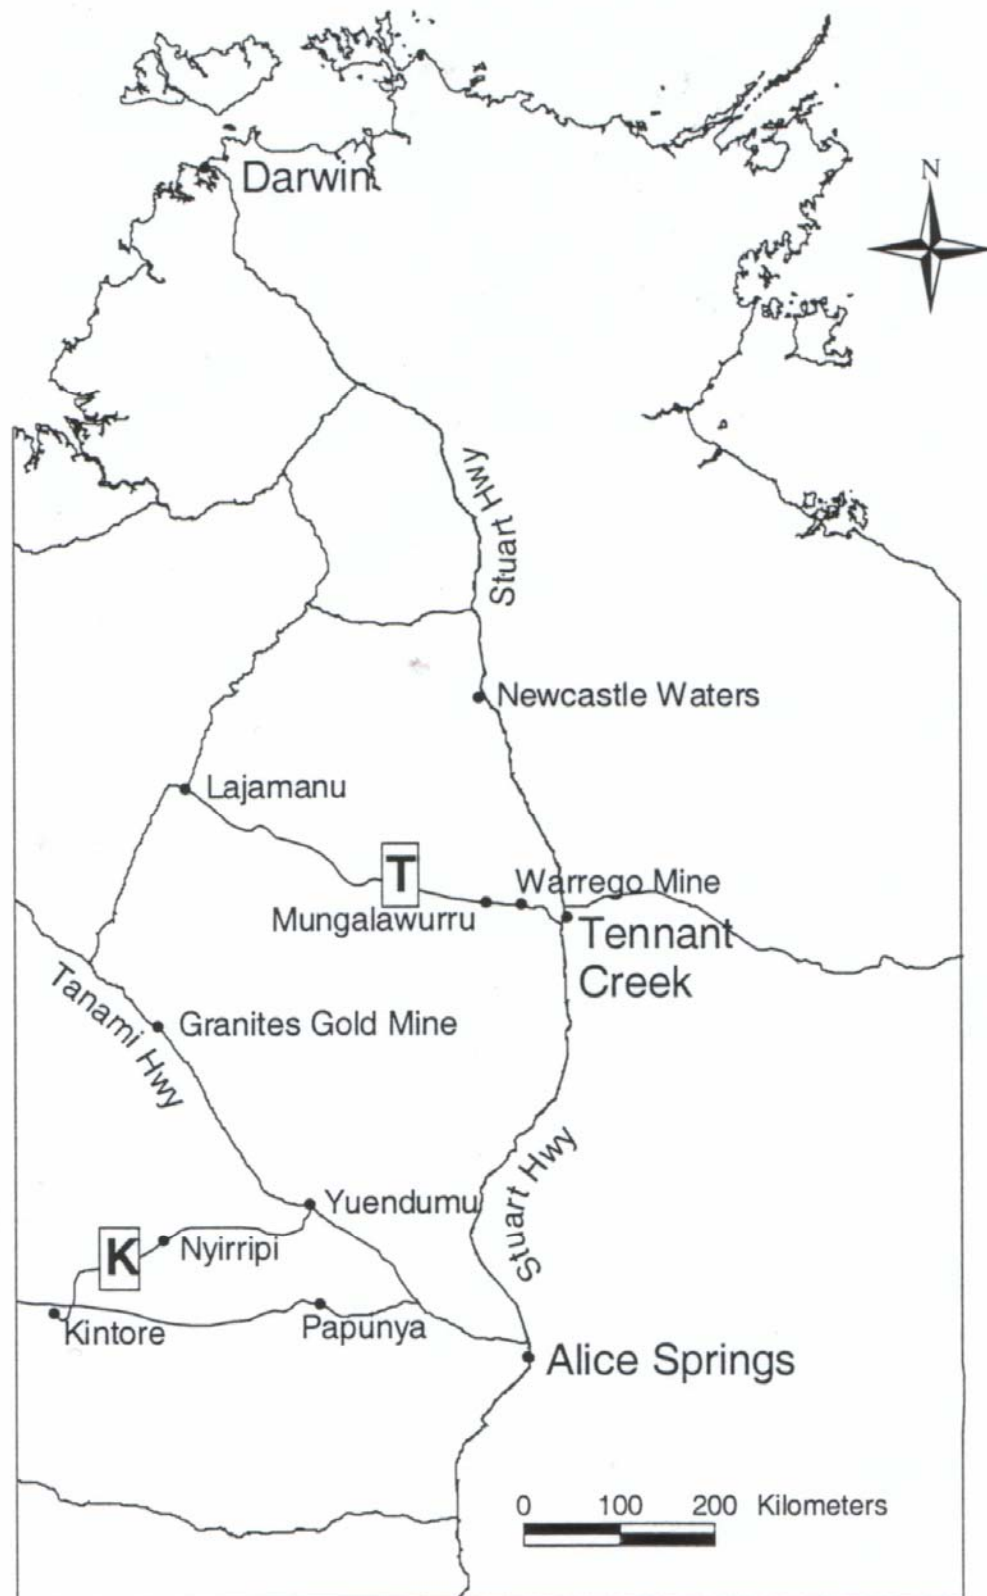 Darwin
N
Stuart Hwy
Newcastle Waters
Lajamanu
T
Warrego Mine
Mungalawurru
Tennant
Creek
Tanami Hwy
Granites Gold Mine
Stuart Hwy
Yuendumu
K
Nyirripi
Kintore
Papunya
Alice Springs
0 100 200 Kilometers